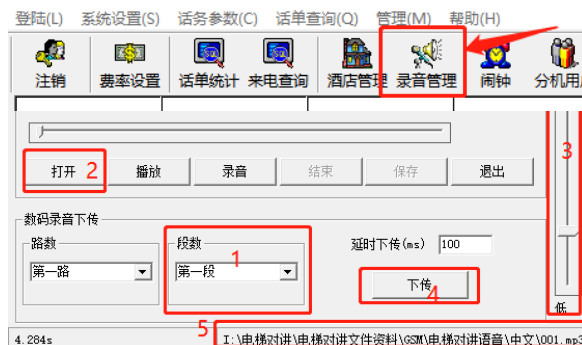 登陆(L) 系统设置(S) 话务参数(C) 话单查询(Q) 管理(M) 帮助(H)
注销 费率设置 话单统计 来电查询 酒店管理 录音管理 闹钟 分机用
打开 2 播放 录音 结束 保存 退出
3
数码录音下传
路数 段数 延时下传(ms) 100
第一路 第一段 1
下传 4
低
4.284s 5 I:\电梯对讲\电梯对讲文件资料\GSM\电梯对讲语音\中文\001.mp3